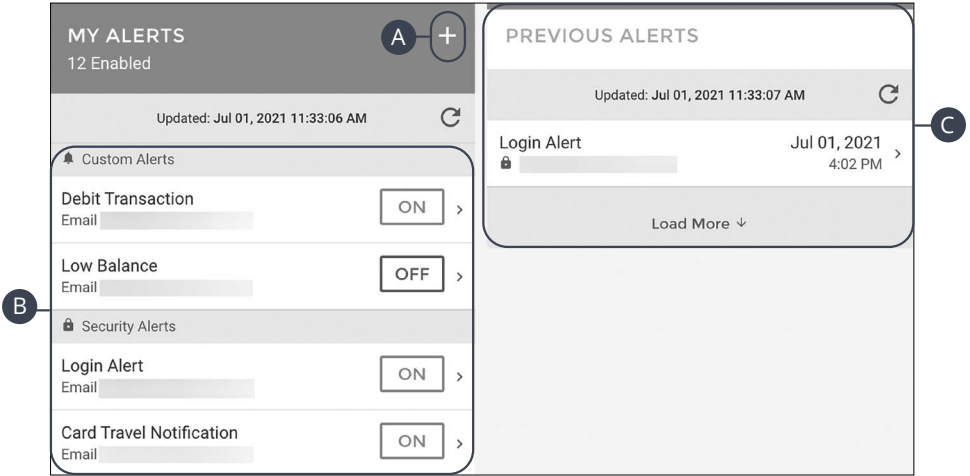 MY ALERTS
12 Enabled
A
+
Updated: Jul 01, 2021 11:33:06 AM
B
Custom Alerts
Debit Transaction
Email
ON
Low Balance
Email
OFF
Security Alerts
Login Alert
Email
ON
Card Travel Notification
Email
ON
PREVIOUS ALERTS
Updated: Jul 01, 2021 11:33:07 AM
C
Login Alert
Jul 01, 2021
4:02 PM
Load More ↓